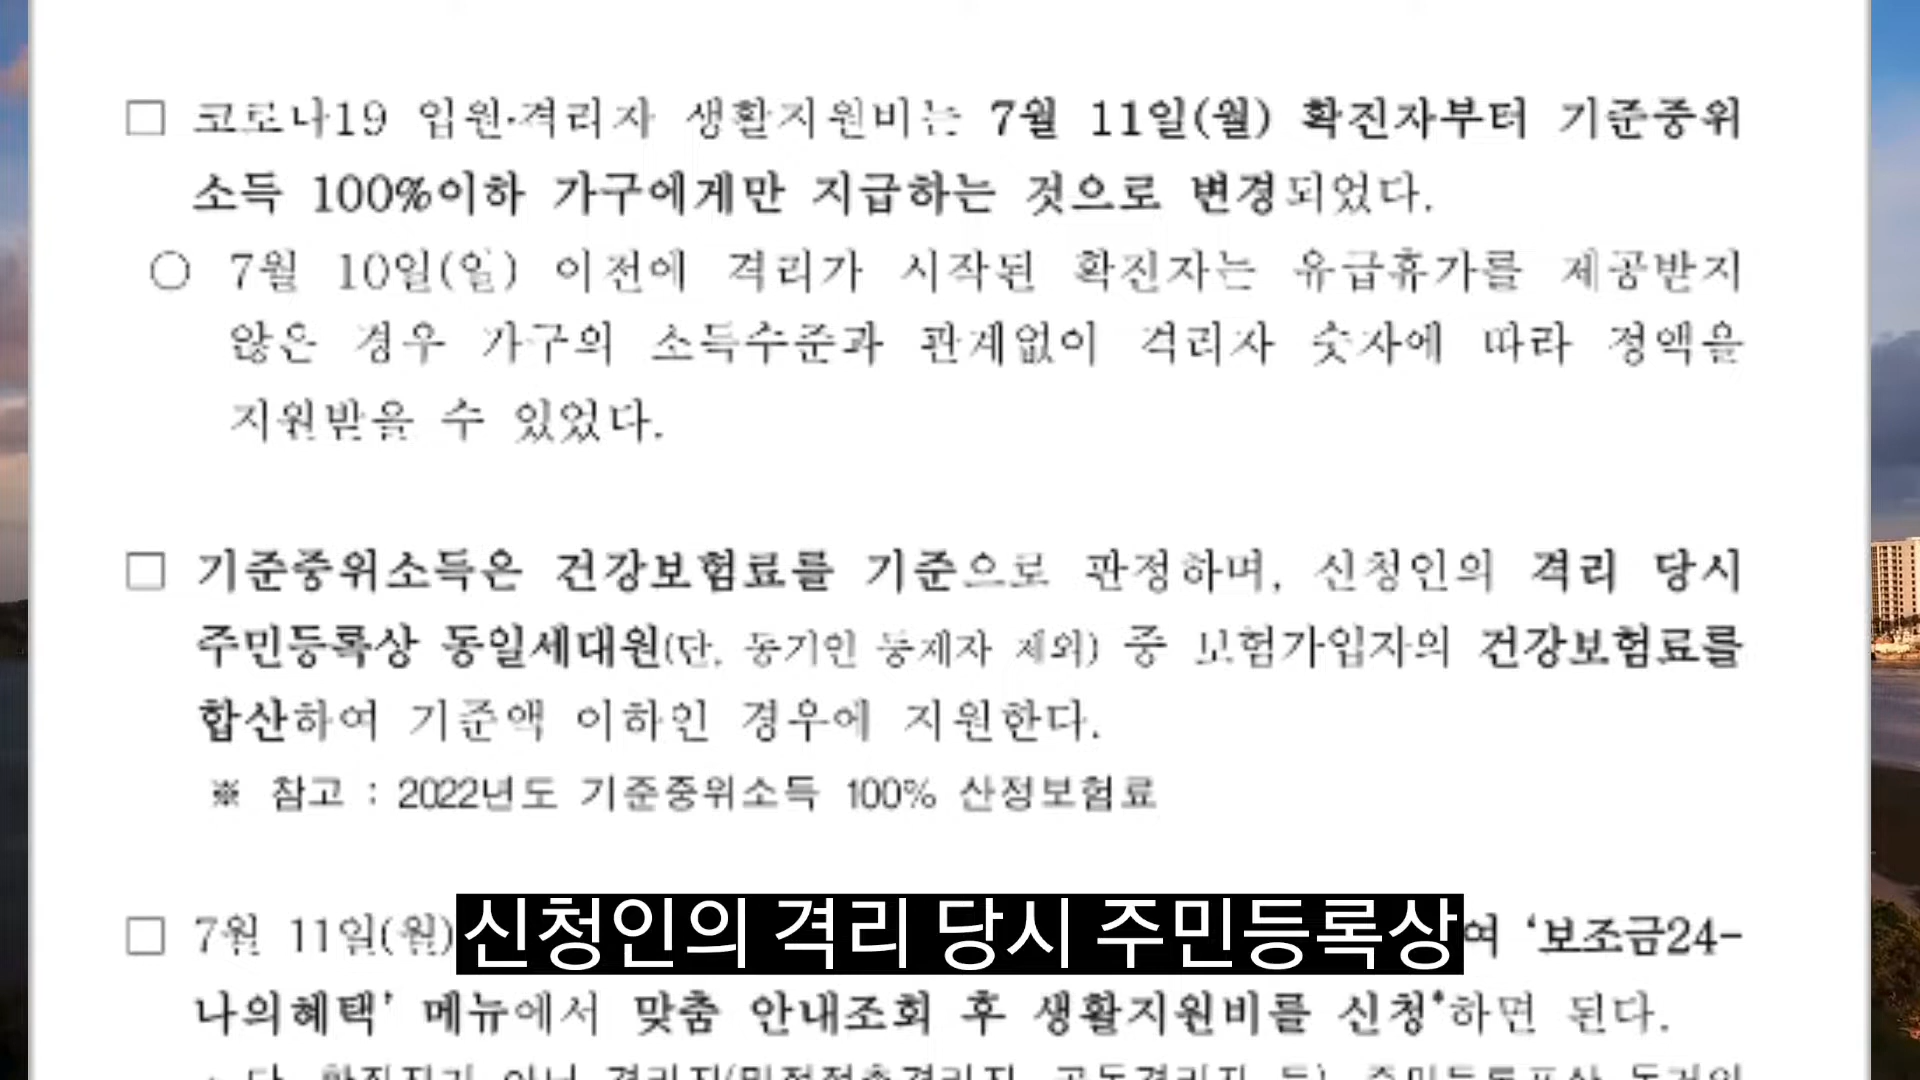 □ 코로나19 입원·격리자 생활지원비는 7월 11일(월) 확진자부터 기준중위
소득 100%이하 가구에게만 지급하는 것으로 변경되었다.
○ 7월 10일(일) 이전에 격리가 시작된 확진자는 유급휴가를 제공받지
않은 경우 가구의 소득수준과 관계없이 격리자 숫자에 따라 정액을
지원받을 수 있었다.
□ 기준중위소득은 건강보험료를 기준으로 판정하며, 신청인의 격리 당시
주민등록상 동일세대원(단, 동기인 등재자 제외) 중 보험가입자의 건강보험료를
합산하여 기준액 이하인 경우에 지원한다.
※ 참고 : 2022년도 기준중위소득 100% 산정보험료
□ 7월 11일(월) 여 ‘보조금24-
신청인의 격리 당시 주민등록상
나의혜택’ 메뉴에서 맞춤 안내조회 후 생활지원비를 신청*하면 된다.